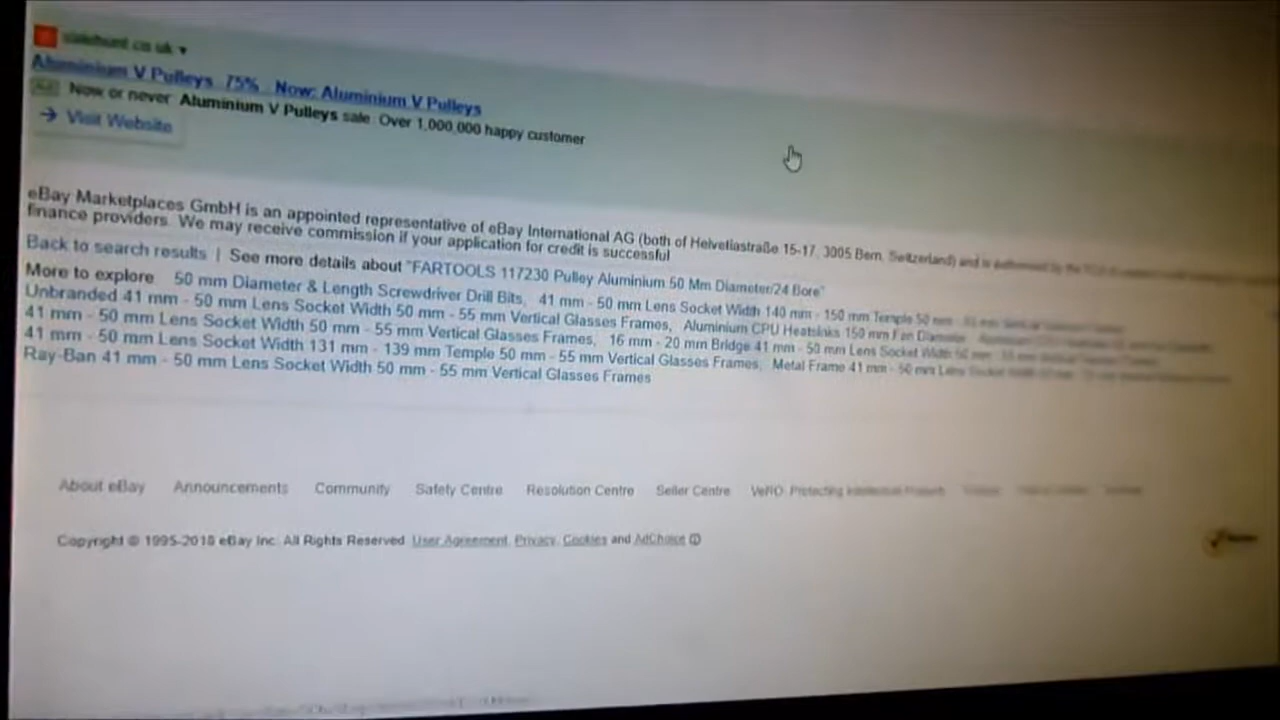 salehunt.co.uk
Aluminium V Pulleys 75% Now: Aluminium V Pulleys
Ad Now or never Aluminium V Pulleys sale: Over 1,000,000 happy customer
Visit Website
eBay Marketplaces GmbH is an appointed representative of eBay International AG (both of Helvetiastraße 15-17, 3005 Bern, Switzerland) and is authorised by the
finance providers. We may receive commission if your application for credit is successful
Back to search results | See more details about "FARTOOLS 117230 Pulley Aluminium 50 Mm Diameter/24 Bore"
More to explore 50 mm Diameter & Length Screwdriver Drill Bits, 41 mm - 50 mm Lens Socket Width 140 mm - 150 mm Temple 50 mm
Unbranded 41 mm - 50 mm Lens Socket Width 50 mm - 55 mm Vertical Glasses Frames, Aluminium CPU Heatsinks 150 mm Fan Diameter
41 mm - 50 mm Lens Socket Width 50 mm - 55 mm Vertical Glasses Frames, 16 mm - 20 mm Bridge 41 mm - 50 mm Lens Socket Width 50 mm
41 mm - 50 mm Lens Socket Width 131 mm - 139 mm Temple 50 mm - 55 mm Vertical Glasses Frames, Metal Frame 41 mm - 50 mm Lens
Ray-Ban 41 mm - 50 mm Lens Socket Width 50 mm - 55 mm Vertical Glasses Frames
About eBay Announcements Community Safety Centre Resolution Centre Seller Centre VeRO: Protecting Intellectual Property
Copyright © 1995-2018 eBay Inc. All Rights Reserved. User Agreement, Privacy, Cookies and AdChoice